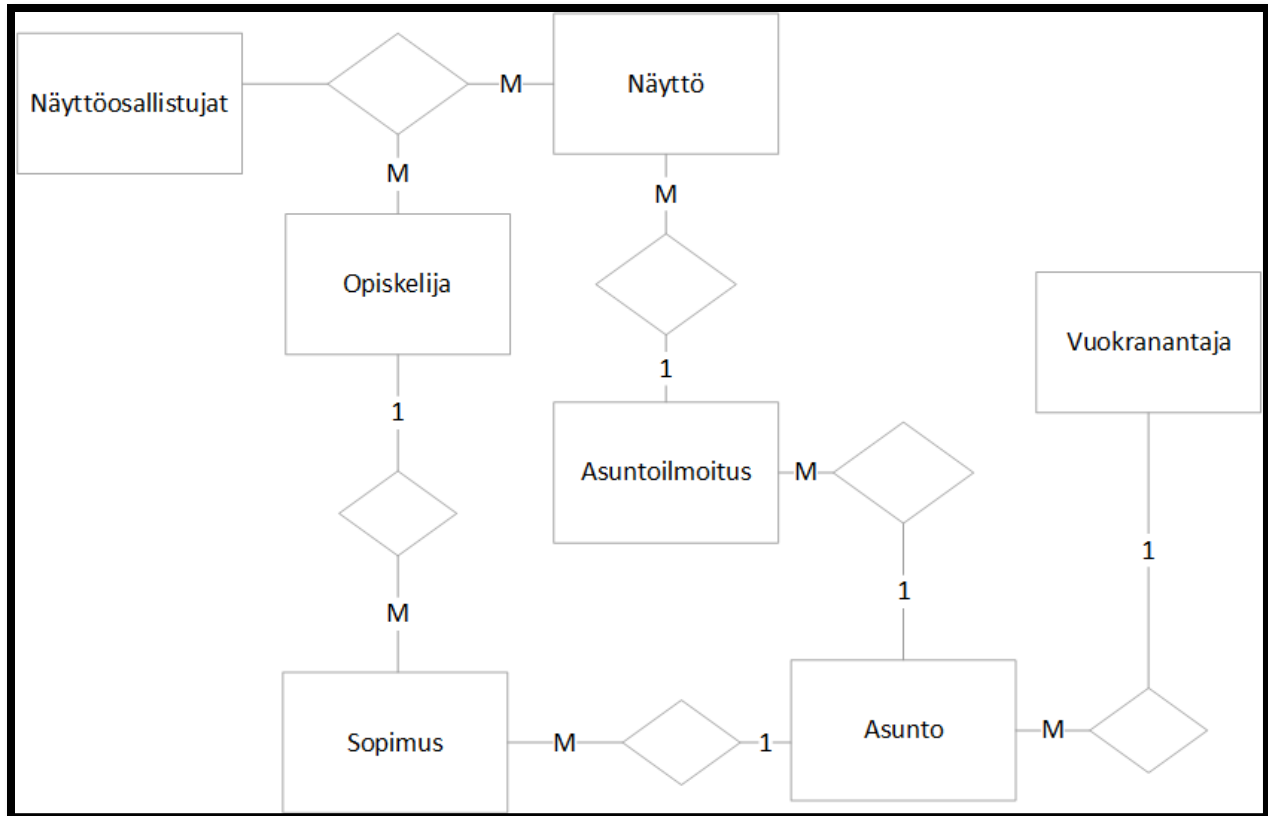 Näyttöosallistujat
M
Näyttö
M
M
Opiskelija
Vuokranantaja
1
1
Asuntoilmoitus
M
1
1
M
Sopimus
M
1
Asunto
M